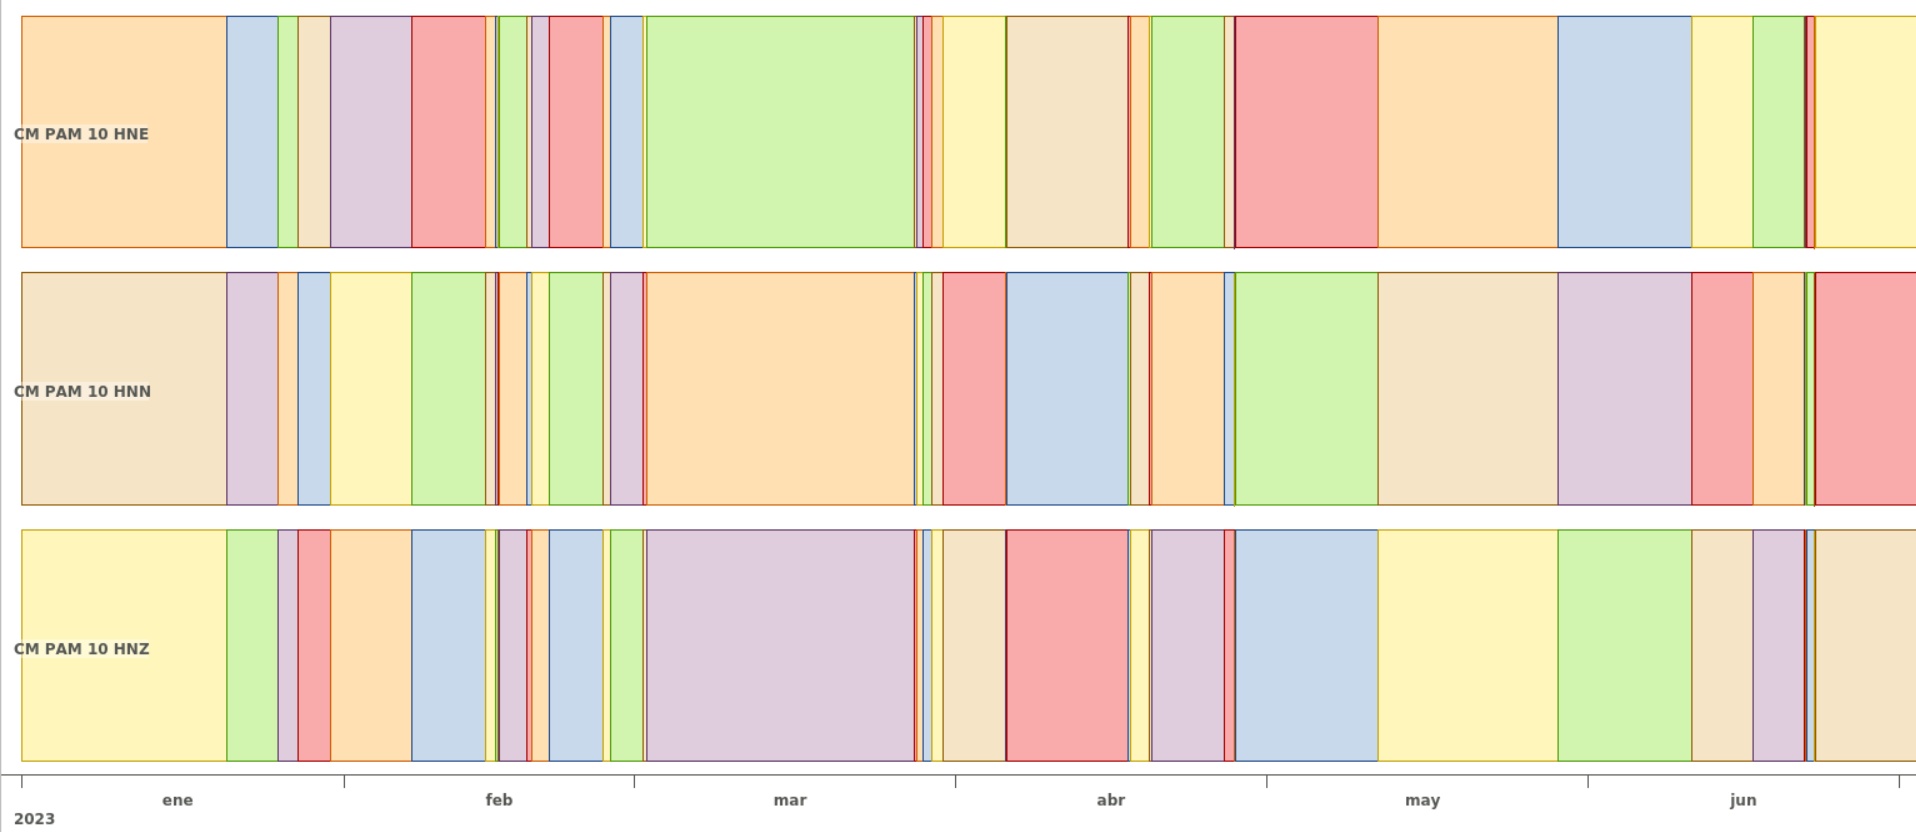 CM PAM 10 HNE
CM PAM 10 HNN
CM PAM 10 HNZ
ene feb mar abr may jun
2023